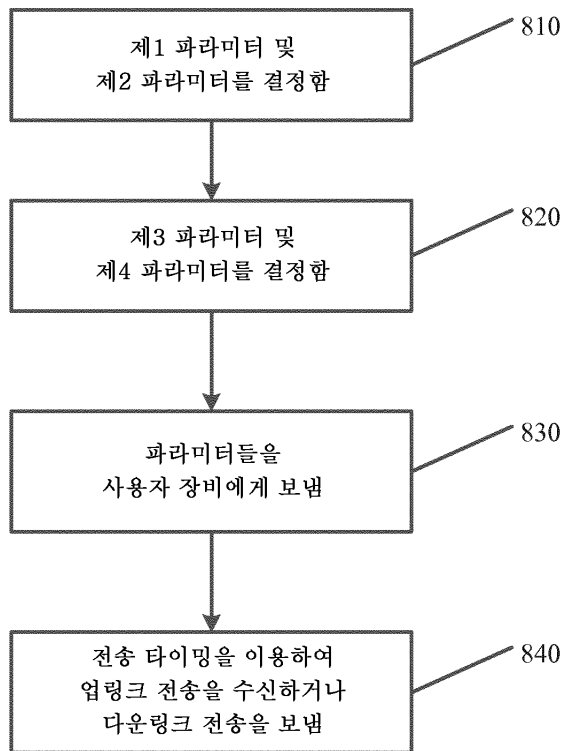 제1 파라미터 및
제2 파라미터를 결정함
810
제3 파라미터 및
제4 파라미터를 결정함
820
파라미터들을
사용자 장비에게 보냄
830
전송 타이밍을 이용하여
업링크 전송을 수신하거나
다운링크 전송을 보냄
840